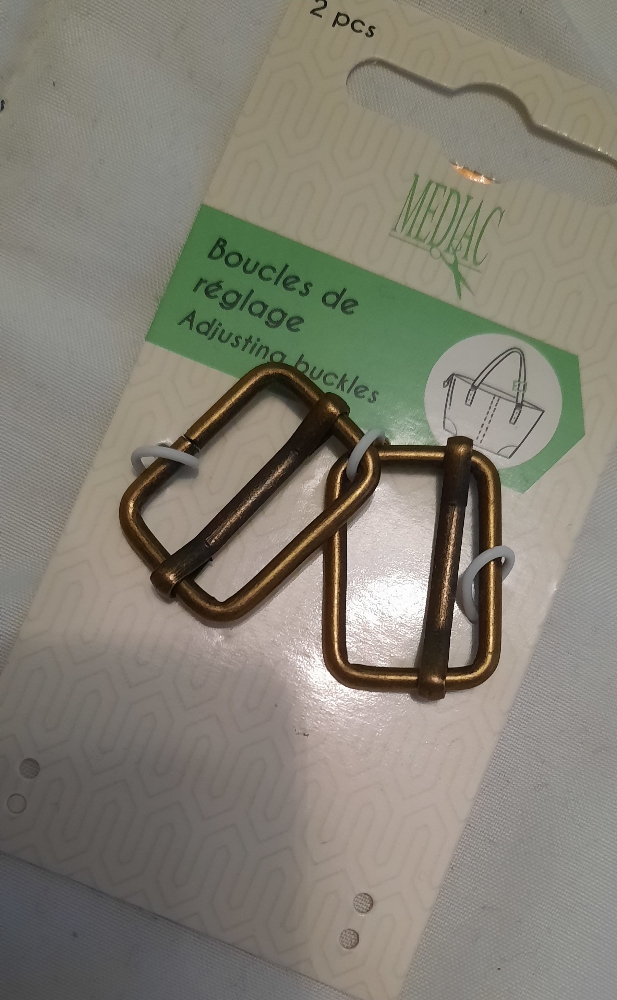 2 pcs
MEDIAC
Boucles de
réglage
Adjusting buckles